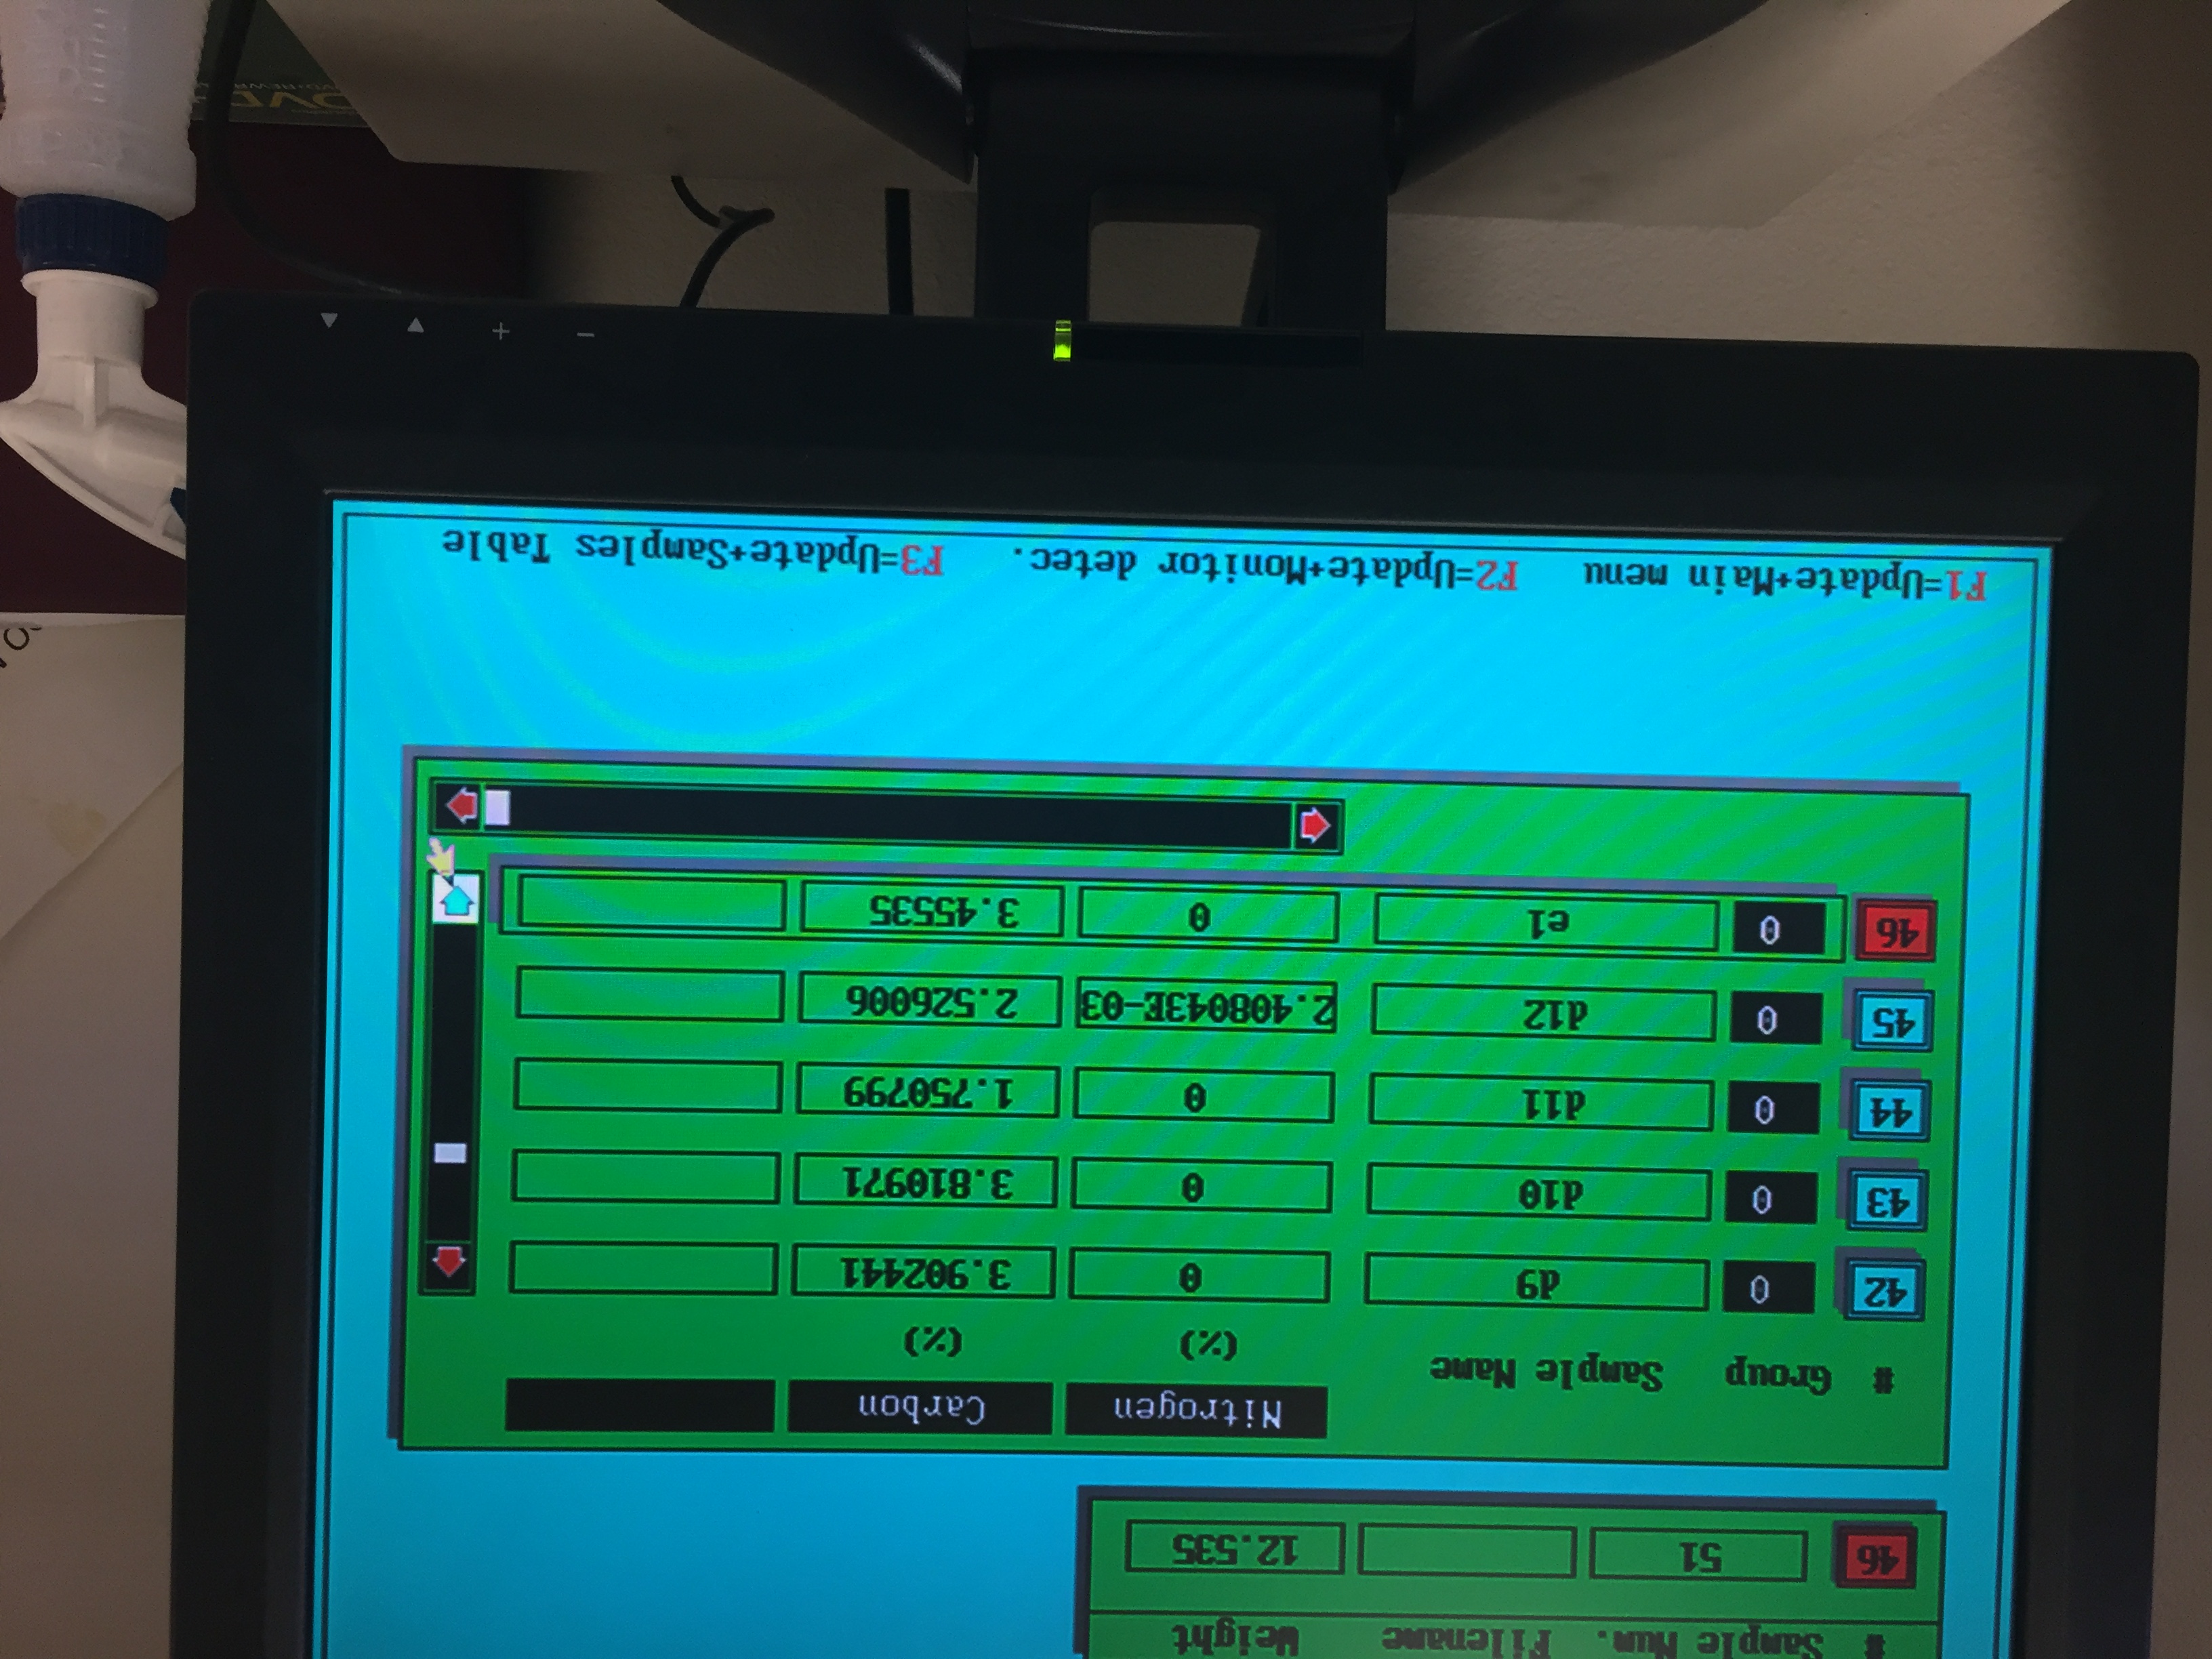 # Sample Num. Filename Weight
46 51 12.535
Nitrogen Carbon
# Group Sample Name (%) (%)
42 0 d9 0 3.902441
43 0 d10 0 3.810971
44 0 d11 0 1.750799
45 0 d12 2.408043E-03 2.526006
46 0 e1 0 3.45535
F1=Update+Main menu F2=Update+Monitor detec. F3=Update+Samples Table
- +